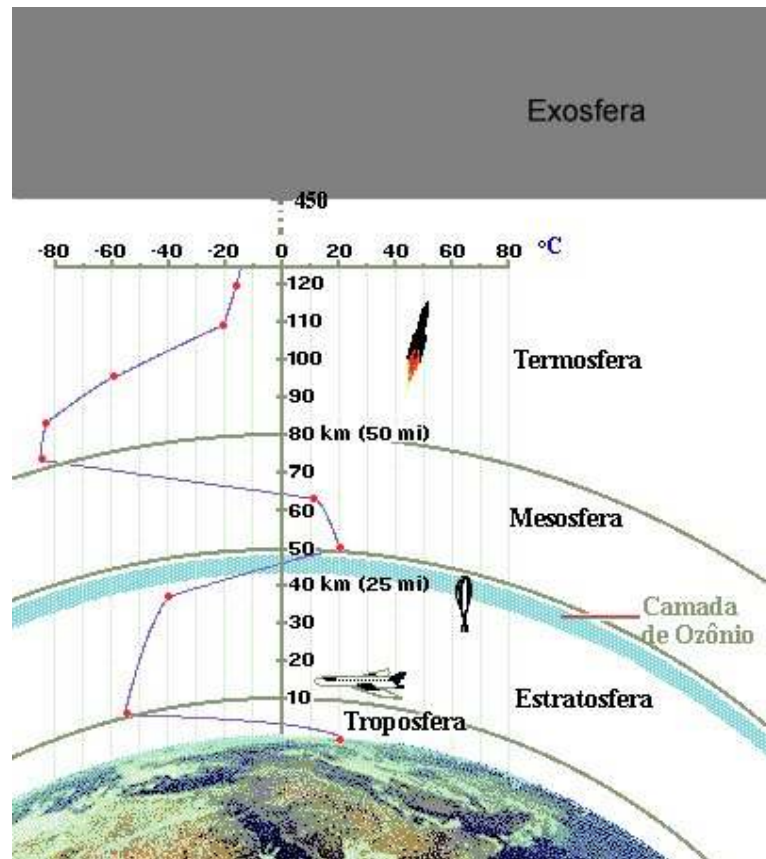 Exosfera
450
-80 -60 -40 -20 0 20 40 60 80 °C
120
110
100
Termosfera
90
80 km (50 mi)
70
60
Mesosfera
50
40 km (25 mi)
Camada
de Ozônio
30
20
Estratosfera
10
Troposfera